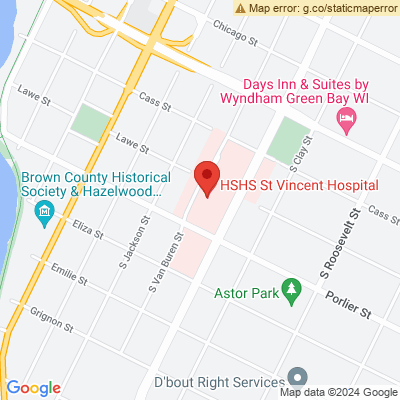 Map error: g.co/staticmaperror
Chicago St
Lawe St
Cass St
Days Inn & Suites by
Wyndham Green Bay WI
Lawe St
S Clay St
Brown County Historical
Society & Hazelwood...
HSHS St Vincent Hospital
Cass St
S Jackson St
S Van Buren St
S Roosevelt St
Eliza St
Emilie St
Astor Park
Porlier St
Grignon St
D'bout Right Services
Google
Map data ©2024 Google